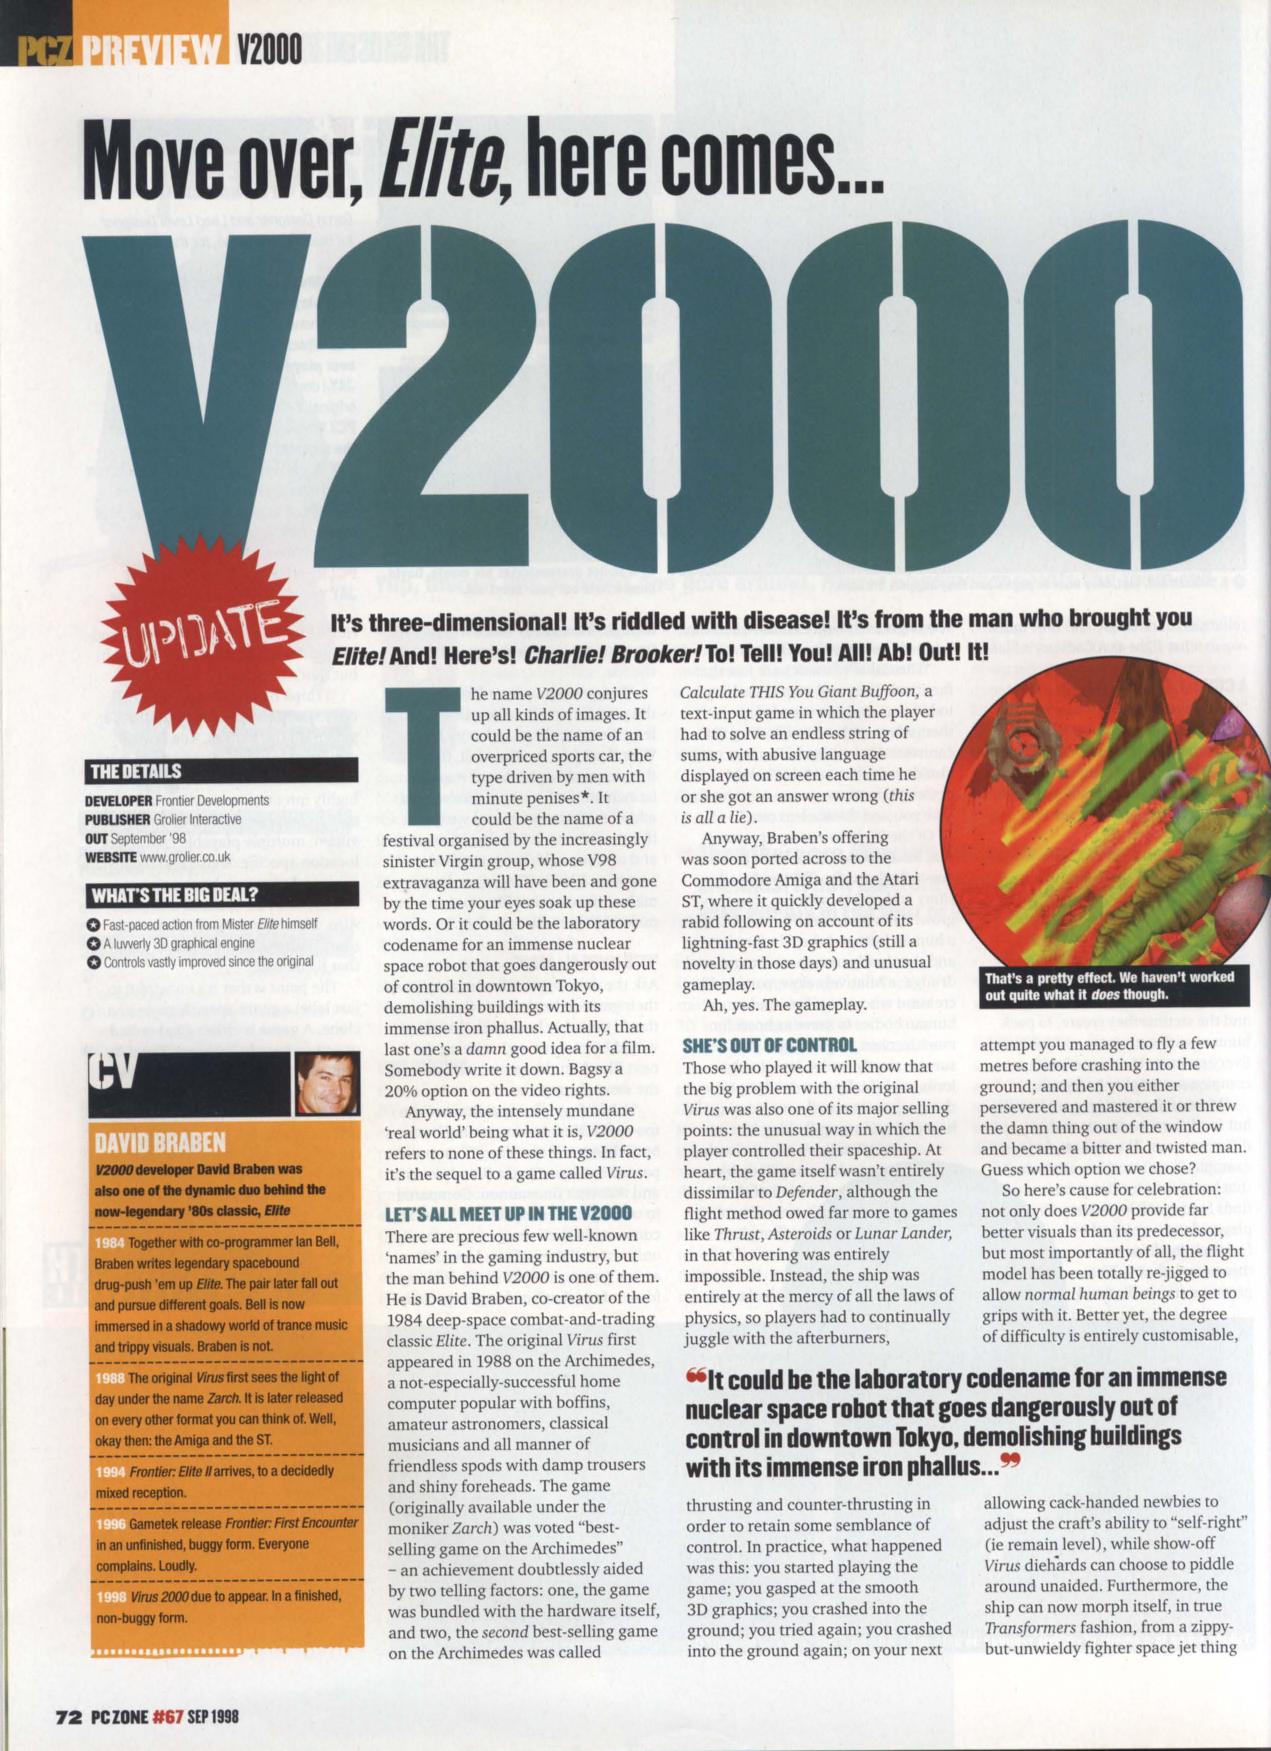 PCZ PREVIEW V2000
Move over, Elite, here comes...
V2000
UPDATE
It's three-dimensional! It's riddled with disease! It's from the man who brought you
Elite! And! Here's! Charlie! Brooker! To! Tell! You! All! Ab! Out! It!
THE DETAILS
DEVELOPER Frontier Developments
PUBLISHER Grolier Interactive
OUT September '98
WEBSITE www.grolier.co.uk
WHAT'S THE BIG DEAL?
Fast-paced action from Mister Elite himself
A luvverly 3D graphical engine
Controls vastly improved since the original
CV
DAVID BRABEN
V2000 developer David Braben was
also one of the dynamic duo behind the
now-legendary '80s classic, Elite
1984 Together with co-programmer Ian Bell,
Braben writes legendary spacebound
drug-push 'em up Elite. The pair later fall out
and pursue different goals. Bell is now
immersed in a shadowy world of trance music
and trippy visuals. Braben is not.
1988 The original Virus first sees the light of
day under the name Zarch. It is later released
on every other format you can think of. Well,
okay then: the Amiga and the ST.
1994 Frontier: Elite II arrives, to a decidedly
mixed reception.
1996 Gametek release Frontier: First Encounter
in an unfinished, buggy form. Everyone
complains. Loudly.
1998 Virus 2000 due to appear. In a finished,
non-buggy form.
The name V2000 conjures
up all kinds of images. It
could be the name of an
overpriced sports car, the
type driven by men with
minute penises*. It
could be the name of a
festival organised by the increasingly
sinister Virgin group, whose V98
extravaganza will have been and gone
by the time your eyes soak up these
words. Or it could be the laboratory
codename for an immense nuclear
space robot that goes dangerously out
of control in downtown Tokyo,
demolishing buildings with its
immense iron phallus. Actually, that
last one's a damn good idea for a film.
Somebody write it down. Bagsy a
20% option on the video rights.
Anyway, the intensely mundane
'real world' being what it is, V2000
refers to none of these things. In fact,
it's the sequel to a game called Virus.
LET'S ALL MEET UP IN THE V2000
There are precious few well-known
'names' in the gaming industry, but
the man behind V2000 is one of them.
He is David Braben, co-creator of the
1984 deep-space combat-and-trading
classic Elite. The original Virus first
appeared in 1988 on the Archimedes,
a not-especially-successful home
computer popular with boffins,
amateur astronomers, classical
musicians and all manner of
friendless spods with damp trousers
and shiny foreheads. The game
(originally available under the
moniker Zarch) was voted "best-
selling game on the Archimedes"
– an achievement doubtlessly aided
by two telling factors: one, the game
was bundled with the hardware itself,
and two, the second best-selling game
on the Archimedes was called
Calculate THIS You Giant Buffoon, a
text-input game in which the player
had to solve an endless string of
sums, with abusive language
displayed on screen each time he
or she got an answer wrong (this
is all a lie).
Anyway, Braben's offering
was soon ported across to the
Commodore Amiga and the Atari
ST, where it quickly developed a
rabid following on account of its
lightning-fast 3D graphics (still a
novelty in those days) and unusual
gameplay.
Ah, yes. The gameplay.
SHE'S OUT OF CONTROL
Those who played it will know that
the big problem with the original
Virus was also one of its major selling
points: the unusual way in which the
player controlled their spaceship. At
heart, the game itself wasn't entirely
dissimilar to Defender, although the
flight method owed far more to games
like Thrust, Asteroids or Lunar Lander,
in that hovering was entirely
impossible. Instead, the ship was
entirely at the mercy of all the laws of
physics, so players had to continually
juggle with the afterburners,
thrusting and counter-thrusting in
order to retain some semblance of
control. In practice, what happened
was this: you started playing the
game; you gasped at the smooth
3D graphics; you crashed into the
ground; you tried again; you crashed
into the ground again; on your next
That's a pretty effect. We haven't worked
out quite what it does though.
attempt you managed to fly a few
metres before crashing into the
ground; and then you either
persevered and mastered it or threw
the damn thing out of the window
and became a bitter and twisted man.
Guess which option we chose?
So here's cause for celebration:
not only does V2000 provide far
better visuals than its predecessor,
but most importantly of all, the flight
model has been totally re-jigged to
allow normal human beings to get to
grips with it. Better yet, the degree
of difficulty is entirely customisable,
“It could be the laboratory codename for an immense
nuclear space robot that goes dangerously out of
control in downtown Tokyo, demolishing buildings
with its immense iron phallus...”
allowing cack-handed newbies to
adjust the craft's ability to "self-right"
(ie remain level), while show-off
Virus diehards can choose to piddle
around unaided. Furthermore, the
ship can now morph itself, in true
Transformers fashion, from a zippy-
but-unwieldy fighter space jet thing
72 PC ZONE #67 SEP 1998